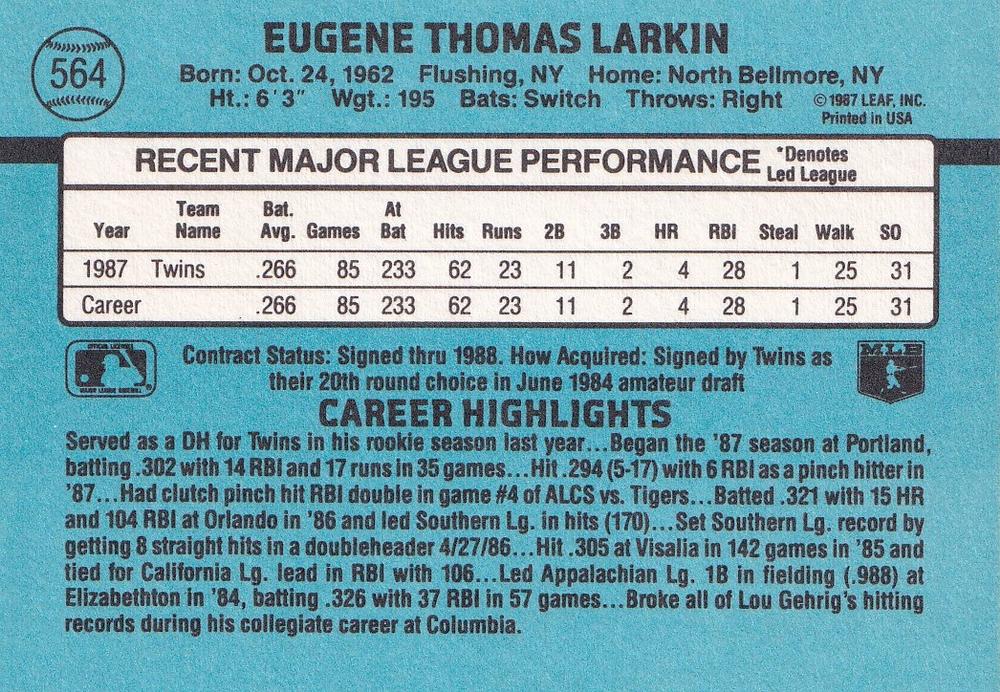 EUGENE THOMAS LARKIN
564
Born: Oct. 24, 1962 Flushing, NY Home: North Bellmore, NY
Ht.: 6'3" Wgt.: 195 Bats: Switch Throws: Right ©1987 LEAF, INC.
Printed in USA
RECENT MAJOR LEAGUE PERFORMANCE *Denotes
Led League
Year Team Name Bat. Avg. Games At Bat Hits Runs 2B 3B HR RBI Steal Walk SO
1987 Twins .266 85 233 62 23 11 2 4 28 1 25 31
Career .266 85 233 62 23 11 2 4 28 1 25 31
OFFICIAL LICENSEE
MAJOR LEAGUE BASEBALL
MLB
Contract Status: Signed thru 1988. How Acquired: Signed by Twins as
their 20th round choice in June 1984 amateur draft
CAREER HIGHLIGHTS
Served as a DH for Twins in his rookie season last year...Began the '87 season at Portland,
batting .302 with 14 RBI and 17 runs in 35 games...Hit .294 (5-17) with 6 RBI as a pinch hitter in
'87...Had clutch pinch hit RBI double in game #4 of ALCS vs. Tigers...Batted .321 with 15 HR
and 104 RBI at Orlando in '86 and led Southern Lg. in hits (170)...Set Southern Lg. record by
getting 8 straight hits in a doubleheader 4/27/86...Hit .305 at Visalia in 142 games in '85 and
tied for California Lg. lead in RBI with 106...Led Appalachian Lg. 1B in fielding (.988) at
Elizabethton in '84, batting .326 with 37 RBI in 57 games...Broke all of Lou Gehrig's hitting
records during his collegiate career at Columbia.